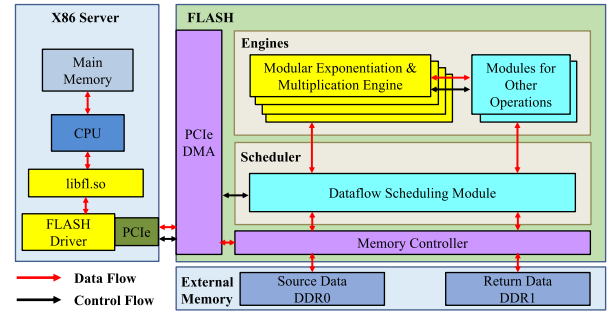 X86 Server
Main
Memory
CPU
libfl.so
FLASH
Driver
PCIe
Data Flow
Control Flow
FLASH
PCIe
DMA
Engines
Modular Exponentiation &
Multiplication Engine
Modules for
Other
Operations
Scheduler
Dataflow Scheduling Module
Memory Controller
External
Memory
Source Data
DDR0
Return Data
DDR1